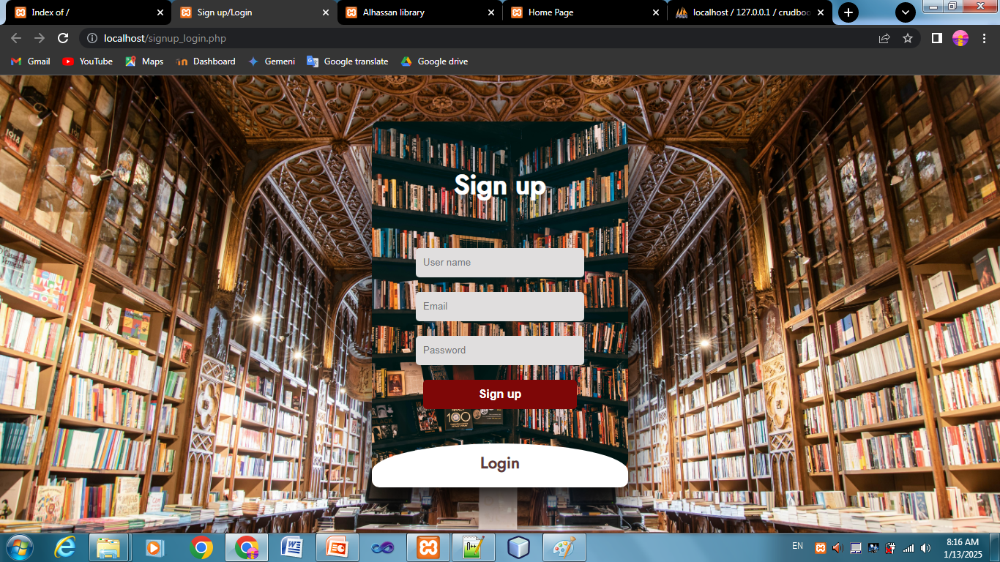 Index of /
Sign up/Login
Alhassan library
Home Page
localhost / 127.0.0.1 / crudboo
localhost/signup_login.php
Gmail
YouTube
Maps
Dashboard
Gemeni
Google translate
Google drive
1918
Sign up
User name
Email
Password
Sign up
100
Login
EN
8:16 AM
1/13/2025